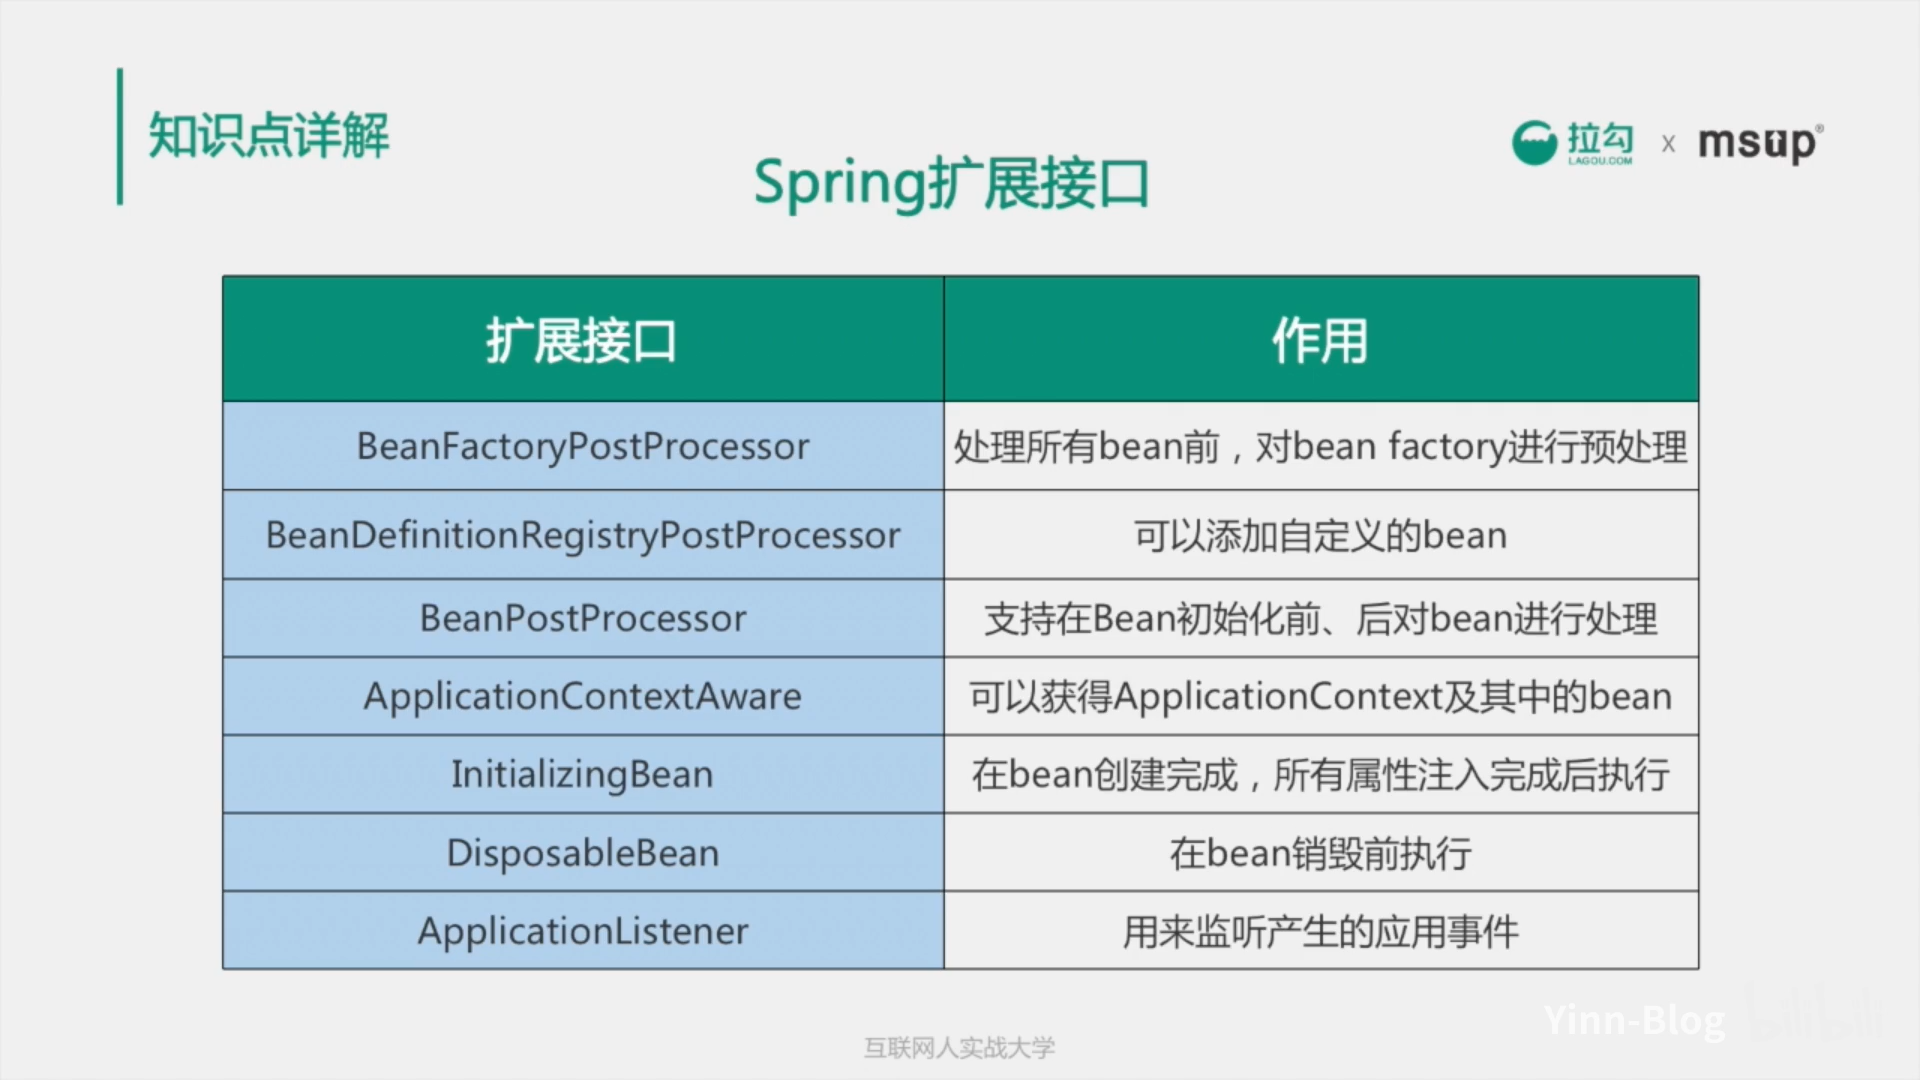 知识点详解
拉勾
LAGOU.COM
x
msup®
Spring扩展接口
扩展接口 作用
BeanFactoryPostProcessor 处理所有bean前，对bean factory进行预处理
BeanDefinitionRegistryPostProcessor 可以添加自定义的bean
BeanPostProcessor 支持在Bean初始化前、后对bean进行处理
ApplicationContextAware 可以获得ApplicationContext及其中的bean
InitializingBean 在bean创建完成，所有属性注入完成后执行
DisposableBean 在bean销毁前执行
ApplicationListener 用来监听产生的应用事件
Yinn-Blog bilibili
互联网人实战大学